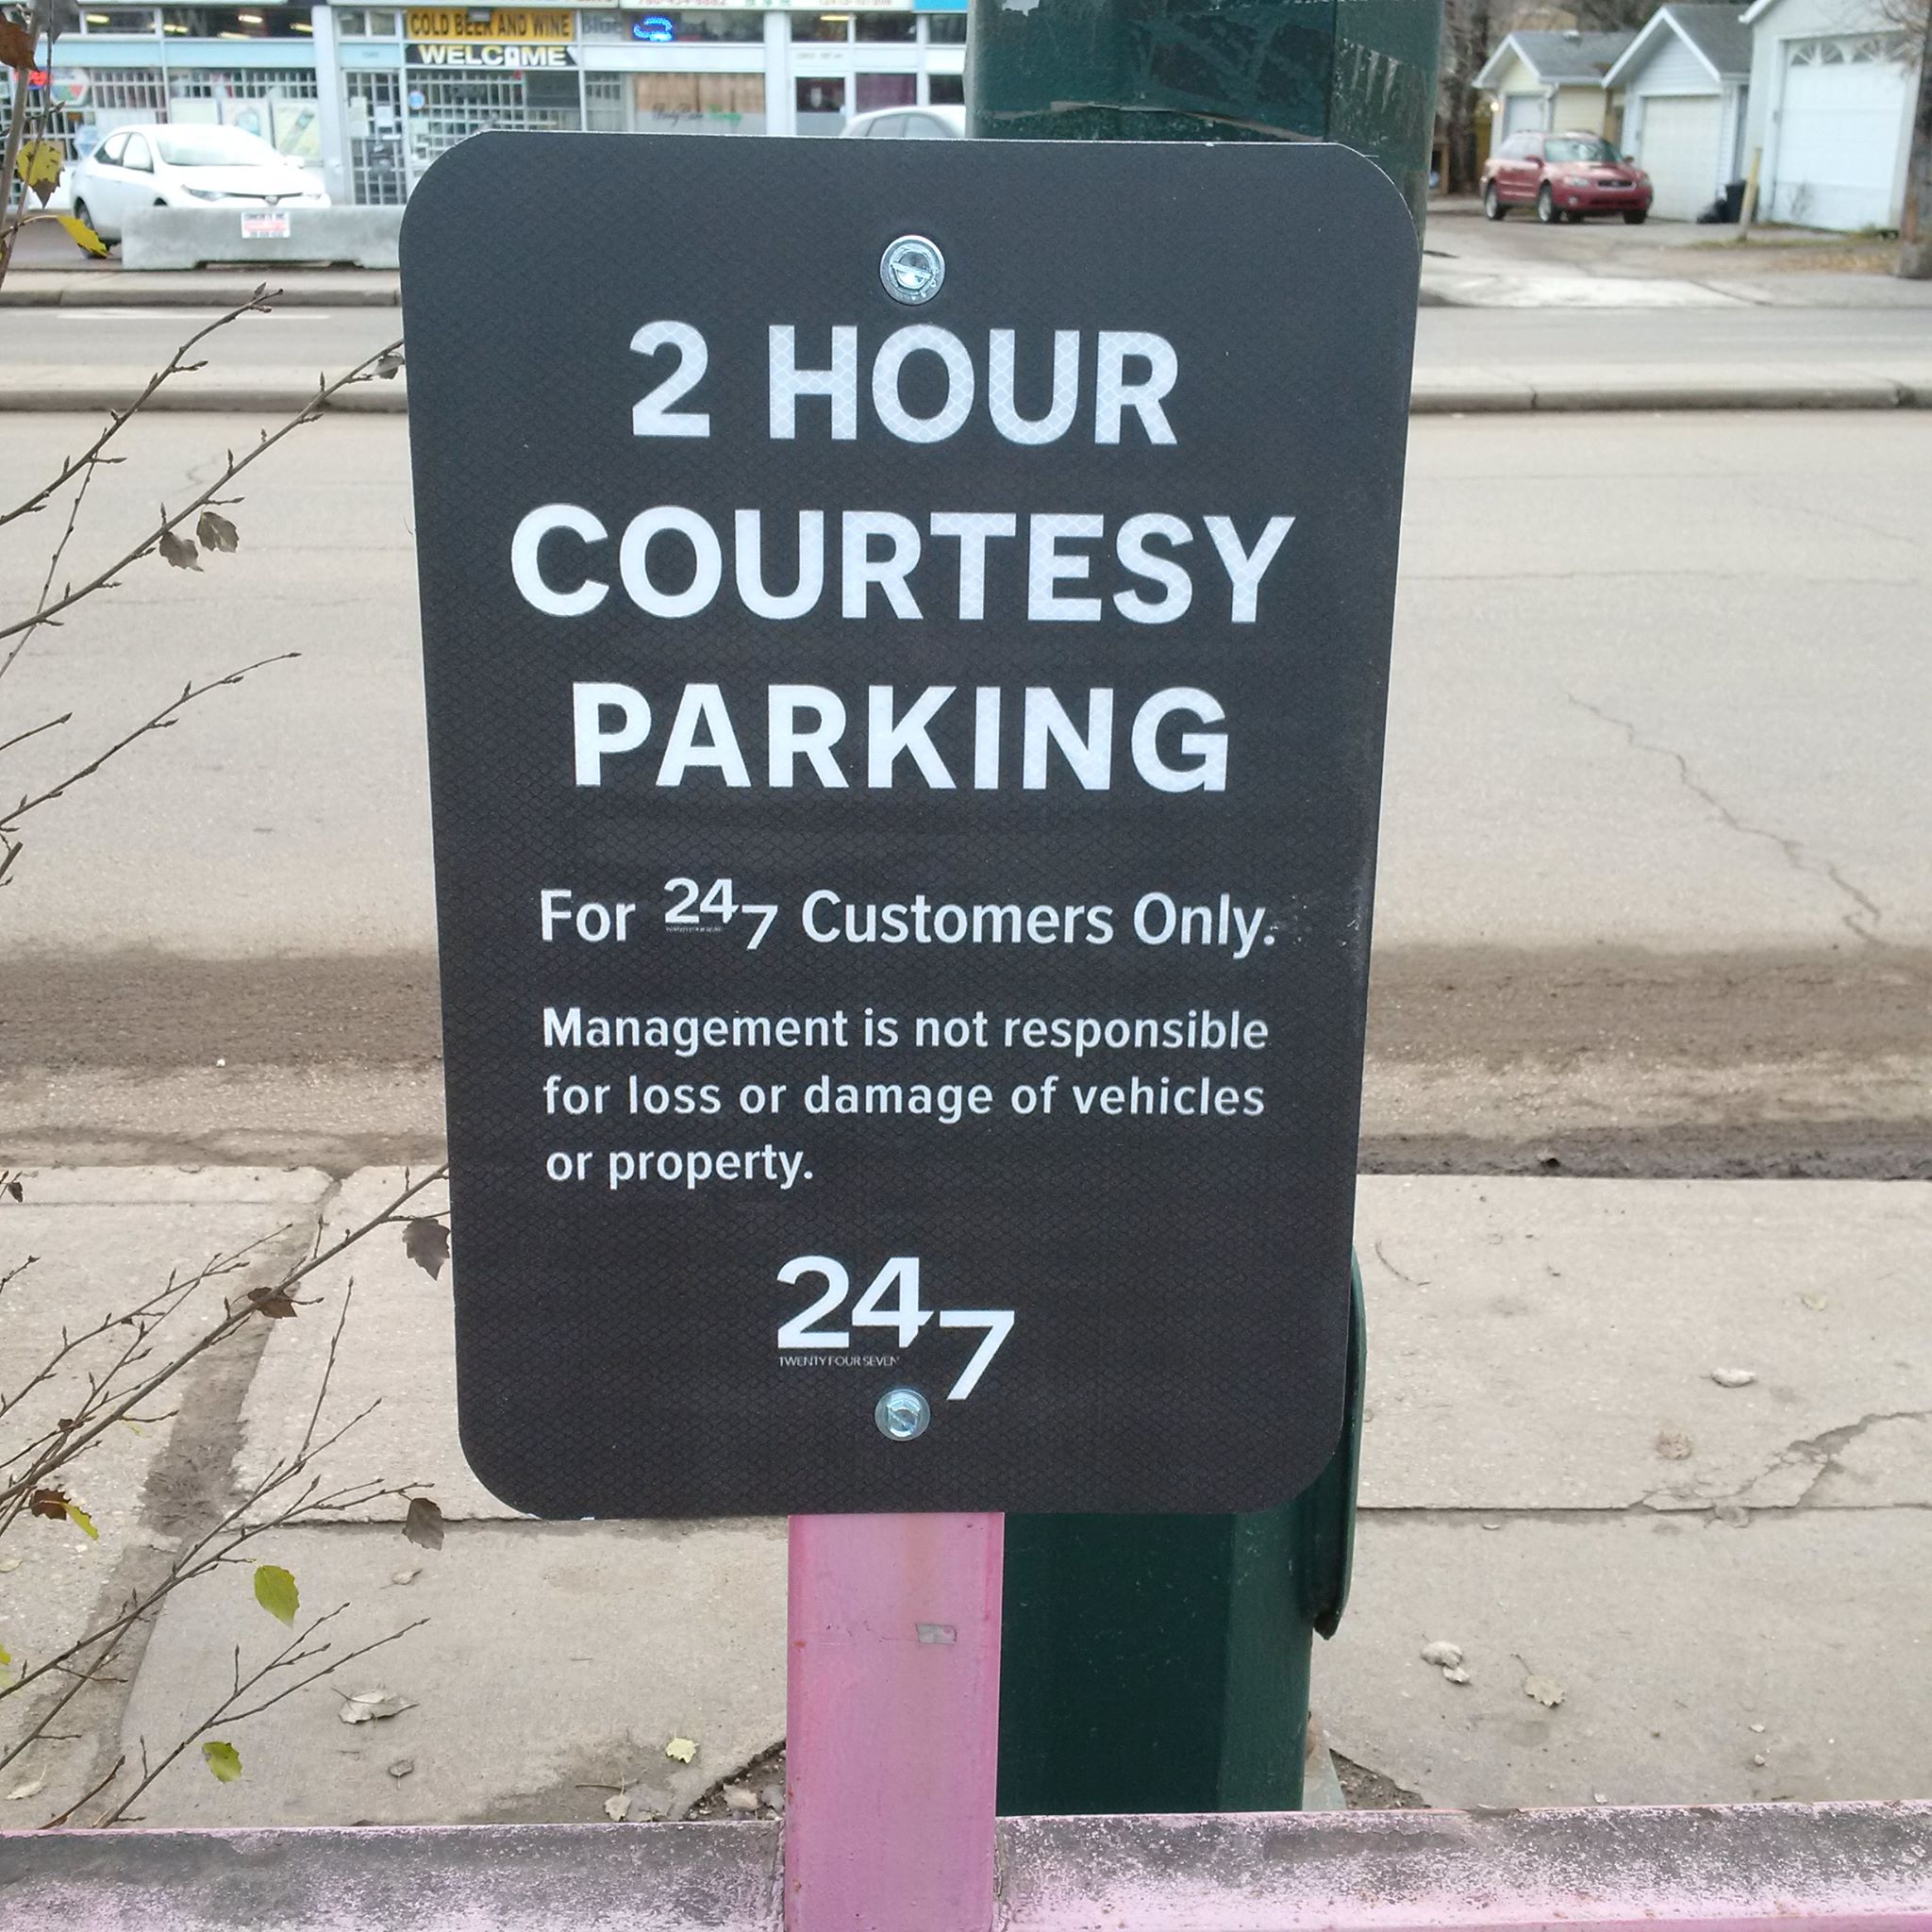 COLD BEER AND WINE
WELCOME
2 HOUR
COURTESY
PARKING
For 247 Customers Only.
Management is not responsible
for loss or damage of vehicles
or property.
247
TWENTY FOUR SEVEN